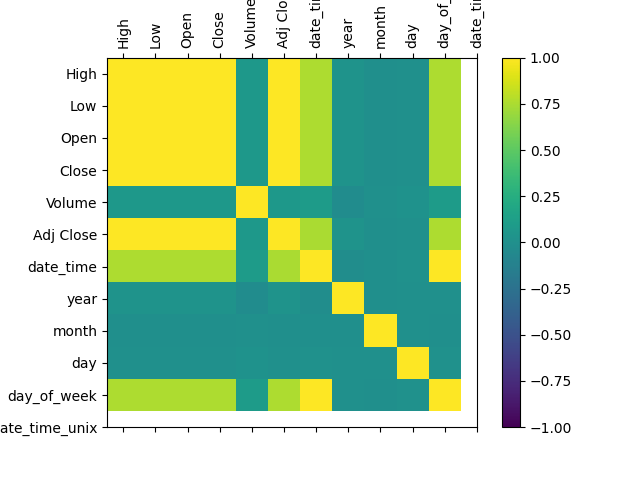 High
Low
Open
Close
Volume
Adj Clo
date_ti
year
month
day
day_of_
date_ti
High
Low
Open
Close
Volume
Adj Close
date_time
year
month
day
day_of_week
ate_time_unix
1.00
0.75
0.50
0.25
0.00
−0.25
−0.50
−0.75
−1.00